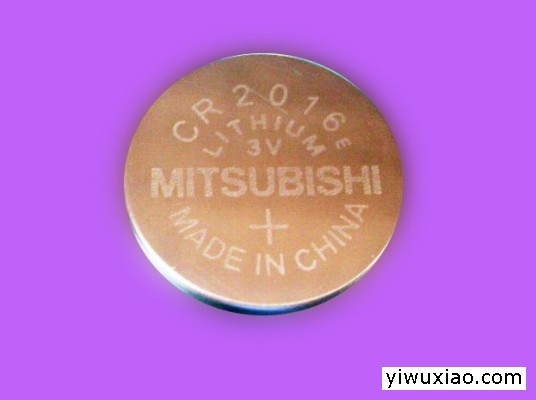 CR2016E
LITHIUM
3V
MITSUBISHI
+
MADE IN CHINA
yiwuxiao.com